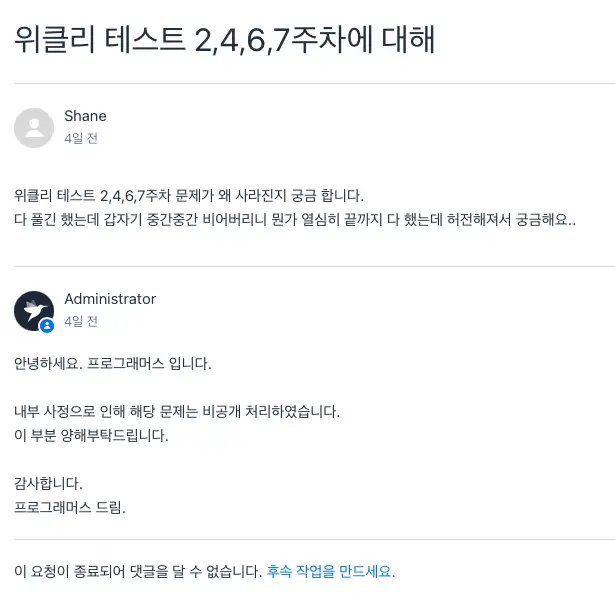 위클리 테스트 2,4,6,7주차에 대해
Shane
4일 전
위클리 테스트 2,4,6,7주차 문제가 왜 사라진지 궁금 합니다.
다 풀긴 했는데 갑자기 중간중간 비어버리니 뭔가 열심히 끝까지 다 했는데 허전해져서 궁금해요..
Administrator
4일 전
안녕하세요. 프로그래머스 입니다.
내부 사정으로 인해 해당 문제는 비공개 처리하였습니다.
이 부분 양해부탁드립니다.
감사합니다.
프로그래머스 드림.
이 요청이 종료되어 댓글을 달 수 없습니다. 후속 작업을 만드세요.